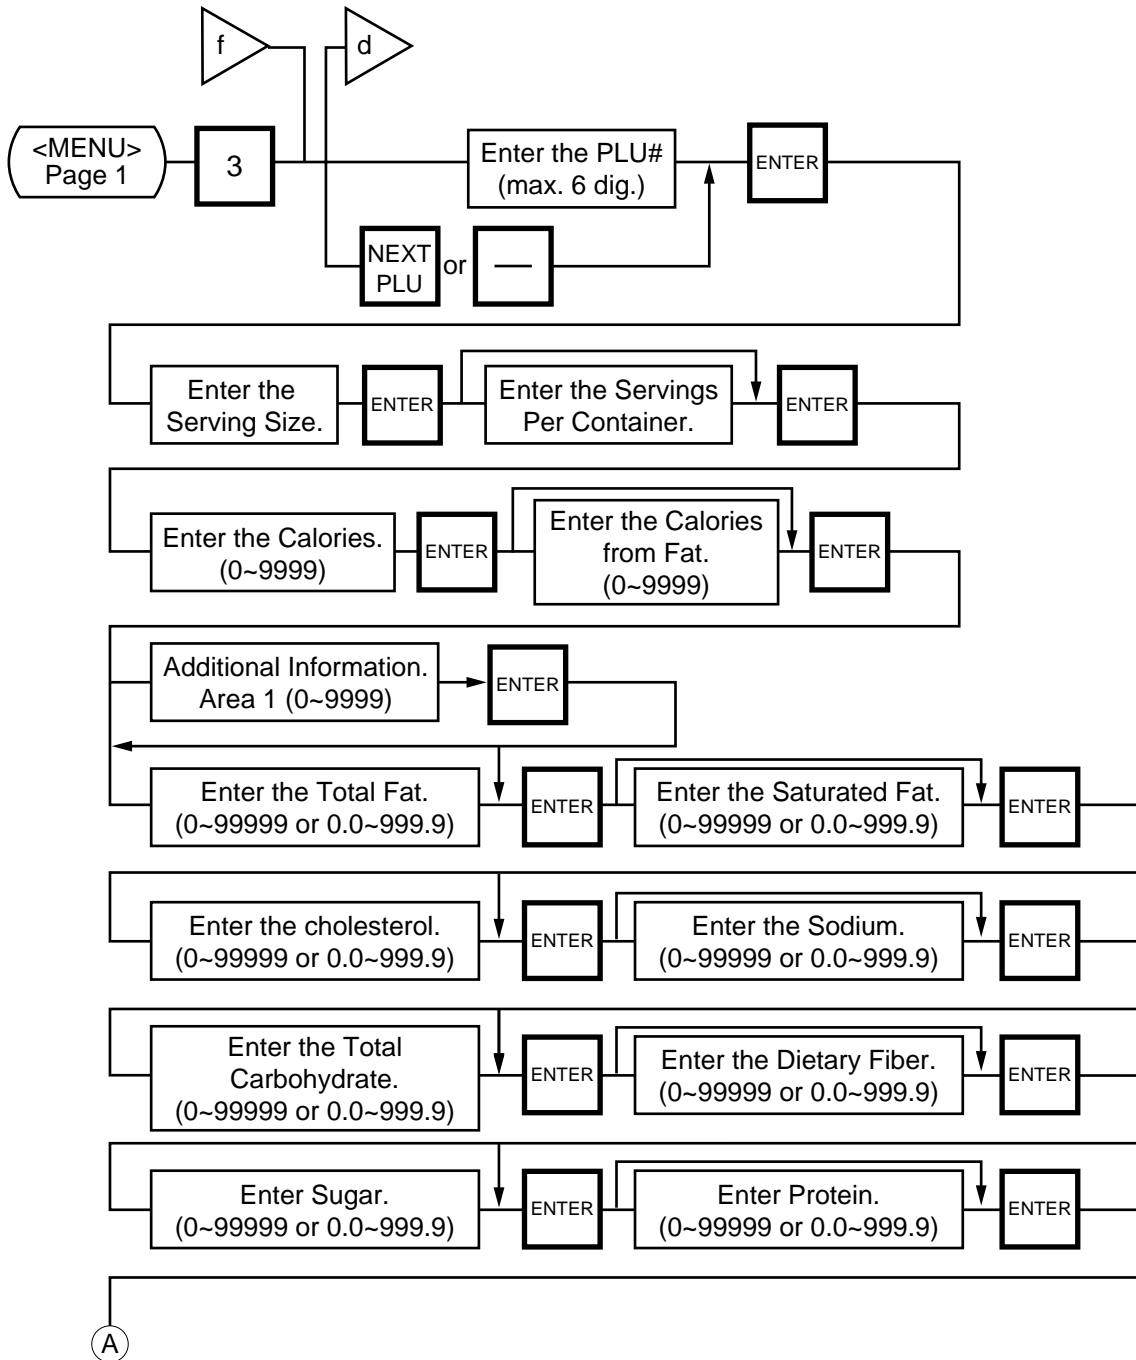 f
d
<MENU>
Page 1
3
Enter the PLU#
(max. 6 dig.)
ENTER
NEXT
PLU
or
—
Enter the
Serving Size.
ENTER
Enter the Servings
Per Container.
ENTER
Enter the Calories.
(0~9999)
ENTER
Enter the Calories
from Fat.
(0~9999)
ENTER
Additional Information.
Area 1 (0~9999)
ENTER
Enter the Total Fat.
(0~99999 or 0.0~999.9)
ENTER
Enter the Saturated Fat.
(0~99999 or 0.0~999.9)
ENTER
Enter the cholesterol.
(0~99999 or 0.0~999.9)
ENTER
Enter the Sodium.
(0~99999 or 0.0~999.9)
ENTER
Enter the Total
Carbohydrate.
(0~99999 or 0.0~999.9)
ENTER
Enter the Dietary Fiber.
(0~99999 or 0.0~999.9)
ENTER
Enter Sugar.
(0~99999 or 0.0~999.9)
ENTER
Enter Protein.
(0~99999 or 0.0~999.9)
ENTER
A